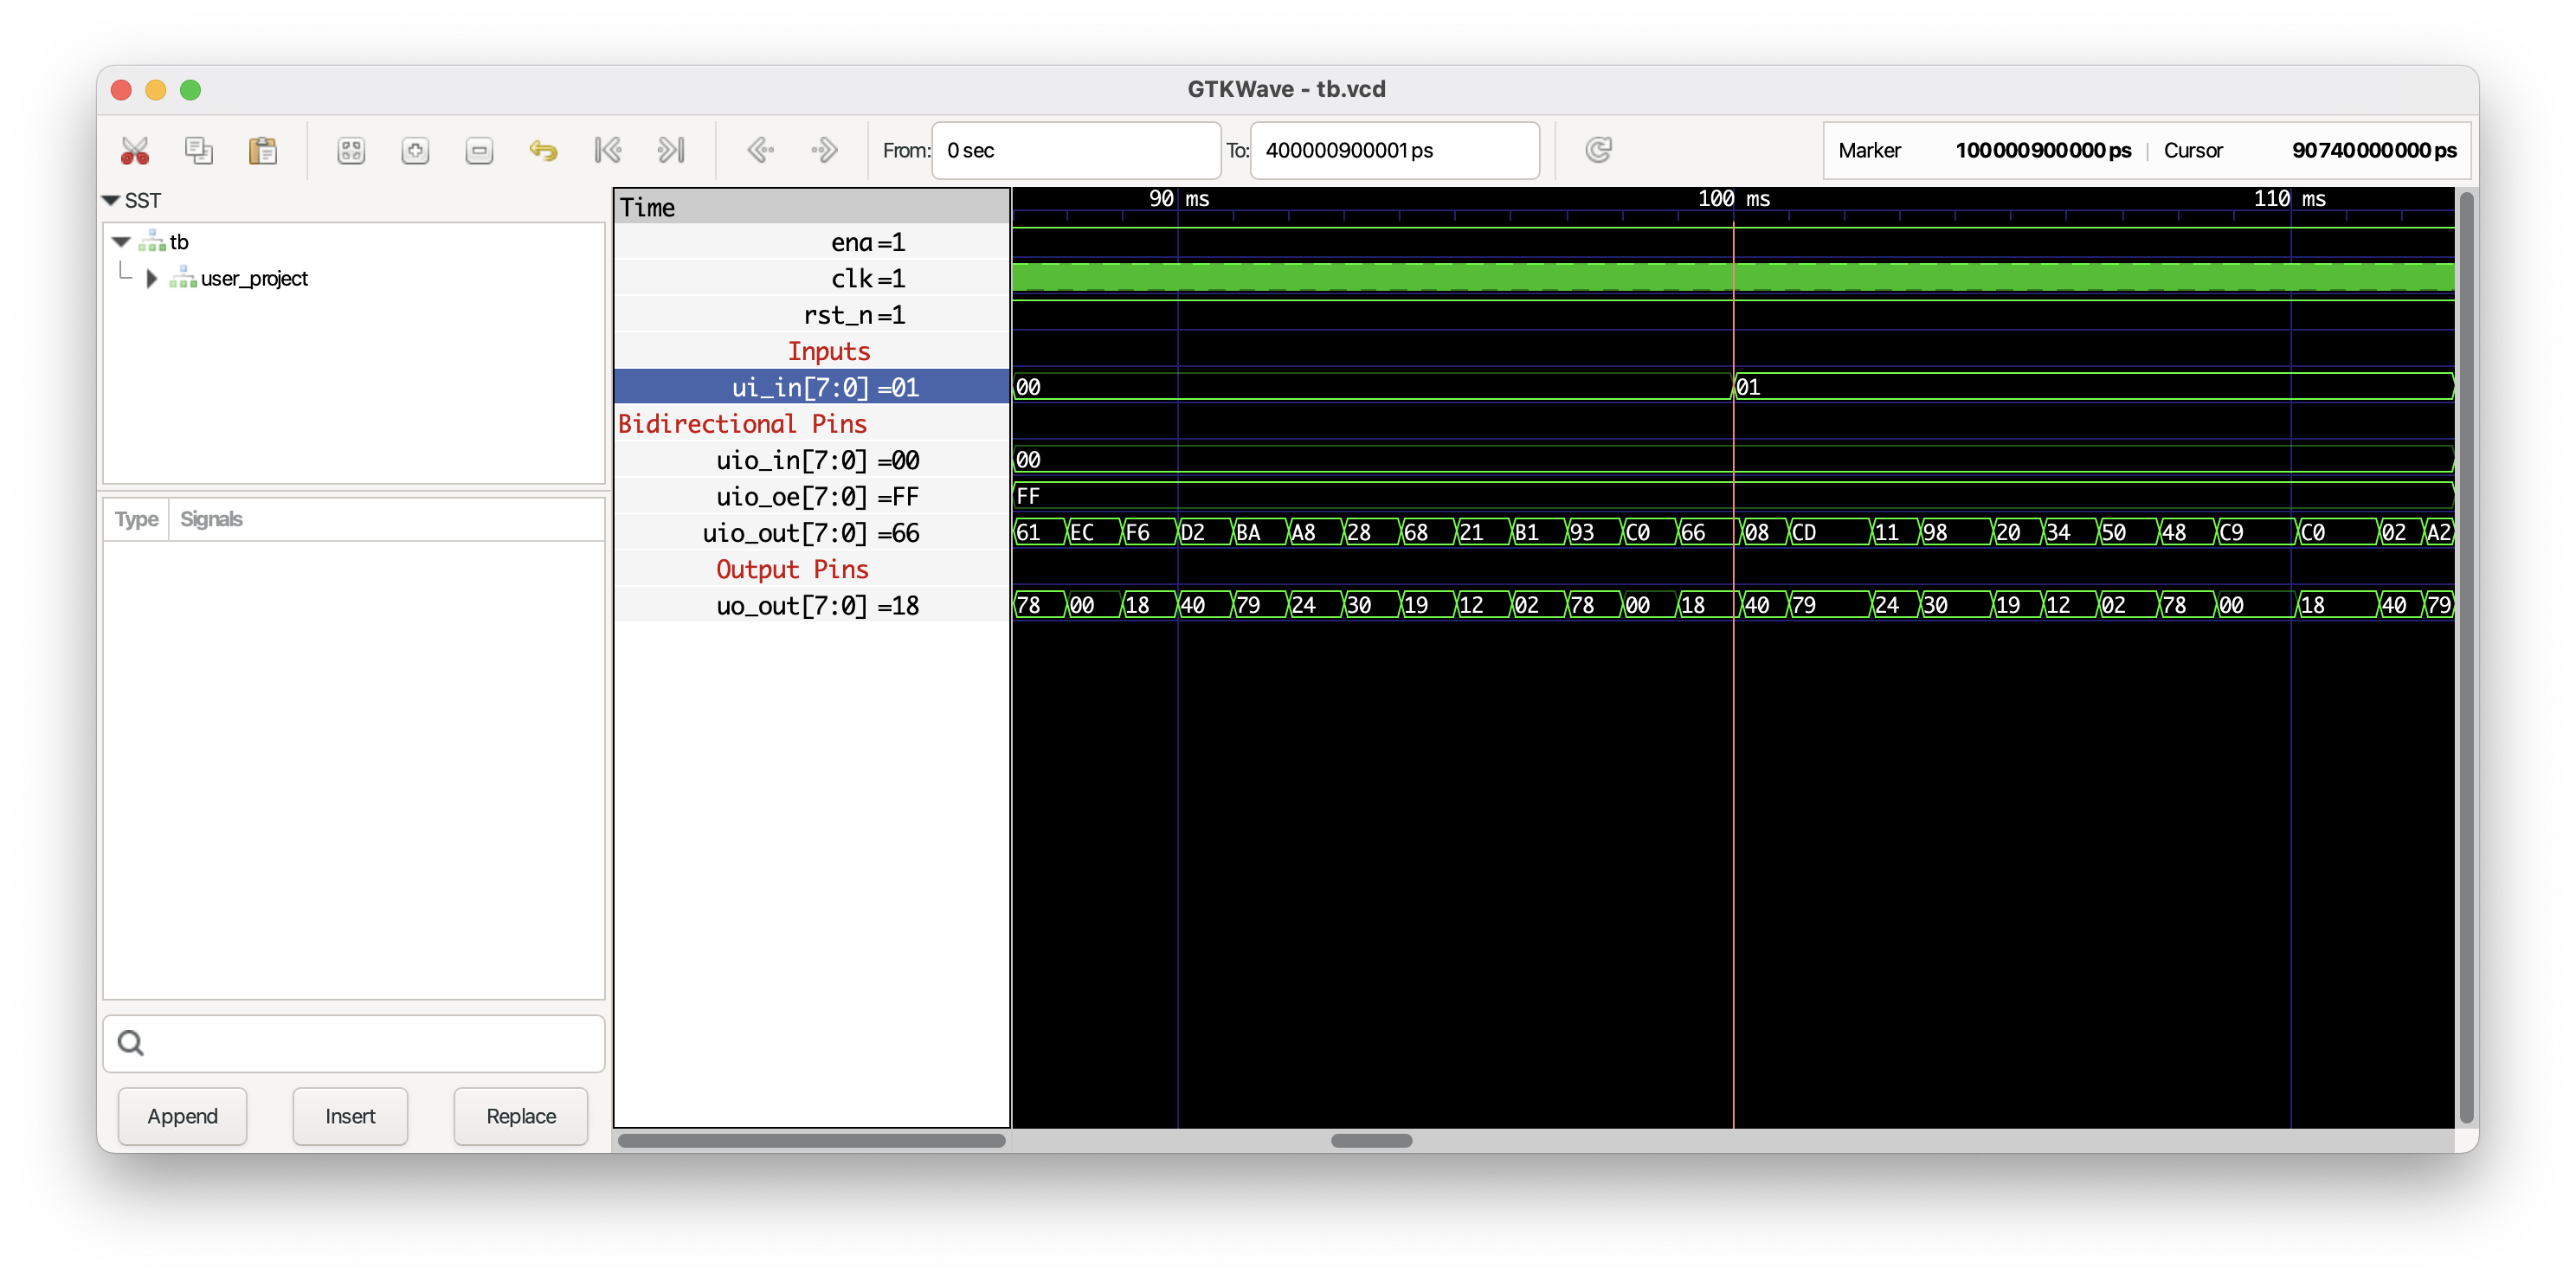 GTKWave - tb.vcd
From: 0 sec To: 400000900001 ps Marker 100000900000 ps | Cursor 90740000000 ps
SST
tb
user_project
Type Signals
Append Insert Replace
Time
ena=1
clk=1
rst_n=1
Inputs
ui_in[7:0]=01
Bidirectional Pins
uio_in[7:0]=00
uio_oe[7:0]=FF
uio_out[7:0]=66
Output Pins
uo_out[7:0]=18
90 ms 100 ms 110 ms
00 01
00
FF
61 EC F6 D2 BA A8 28 68 21 B1 93 C0 66 08 CD 11 98 20 34 50 48 C9 C0 02 A2
78 00 18 40 79 24 30 19 12 02 78 00 18 40 79 24 30 19 12 02 78 00 18 40 79